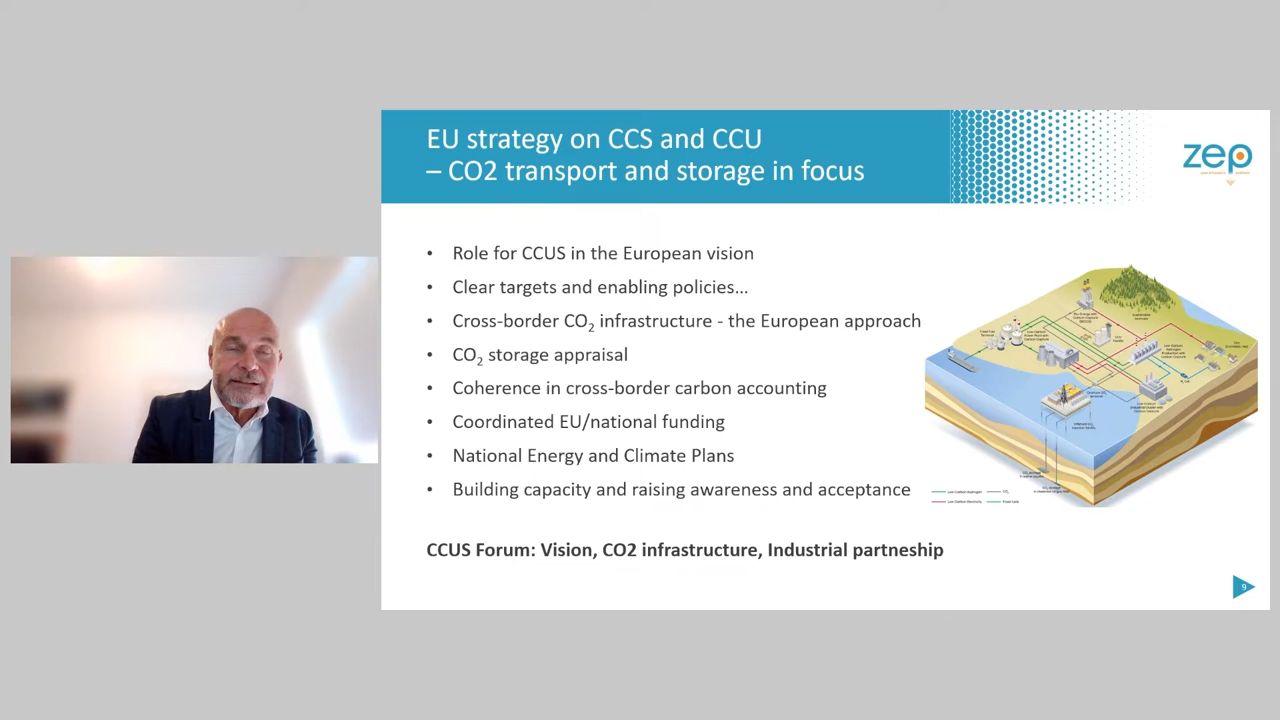 EU strategy on CCS and CCU
– CO2 transport and storage in focus
zep
• Role for CCUS in the European vision
• Clear targets and enabling policies…
• Cross-border CO₂ infrastructure - the European approach
• CO₂ storage appraisal
• Coherence in cross-border carbon accounting
• Coordinated EU/national funding
• National Energy and Climate Plans
• Building capacity and raising awareness and acceptance
CCUS Forum: Vision, CO2 infrastructure, Industrial partneship
9